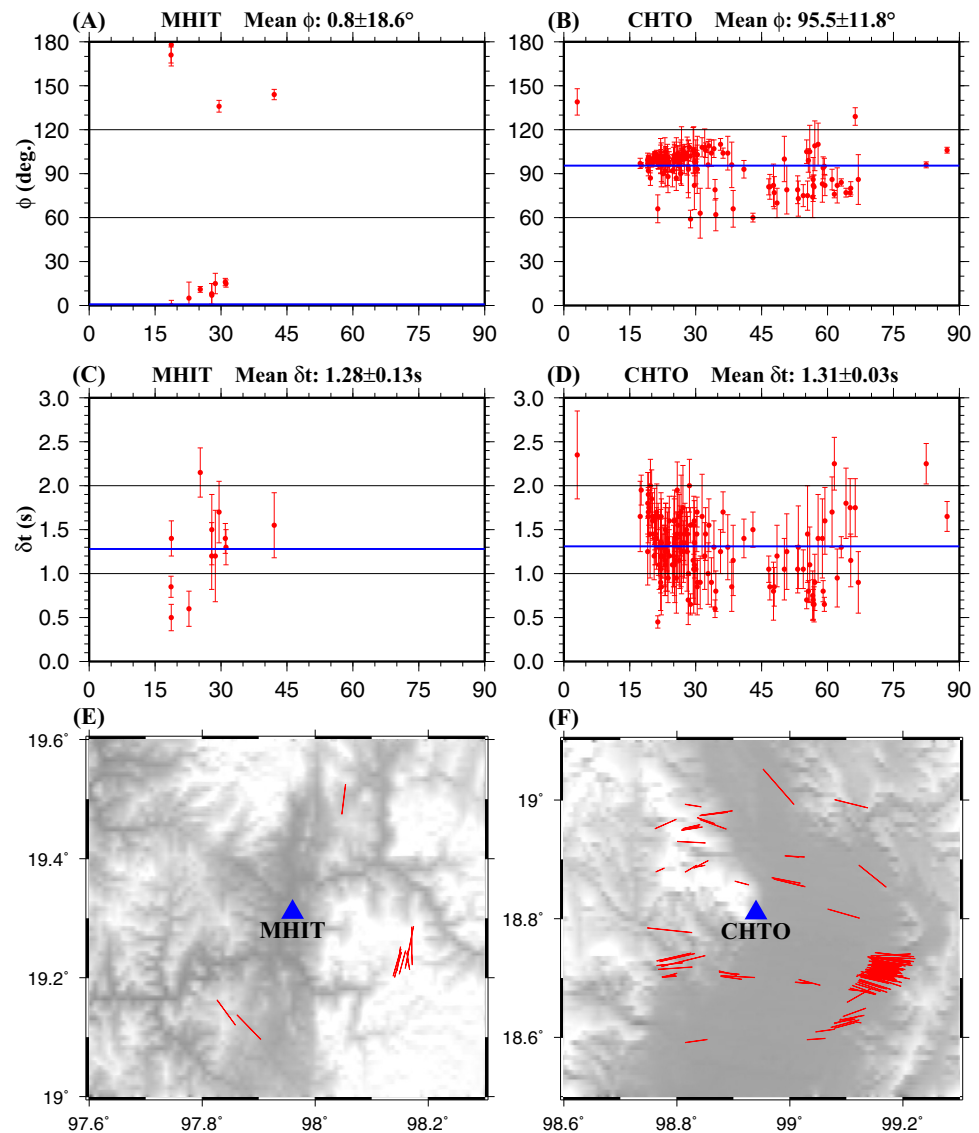 (A) MHIT Mean ϕ: 0.8±18.6° (B) CHTO Mean ϕ: 95.5±11.8°
ϕ (deg.)
180
150
120
90
60
30
0
0 15 30 45 60 75 90
180
150
120
90
60
30
0
0 15 30 45 60 75 90
(C) MHIT Mean δt: 1.28±0.13s (D) CHTO Mean δt: 1.31±0.03s
δt (s)
3.0
2.5
2.0
1.5
1.0
0.5
0.0
0 15 30 45 60 75 90
3.0
2.5
2.0
1.5
1.0
0.5
0.0
0 15 30 45 60 75 90
(E)
19.6°
19.4°
19.2°
19°
MHIT
97.6° 97.8° 98° 98.2°
(F)
19°
18.8°
18.6°
CHTO
98.6° 98.8° 99° 99.2°